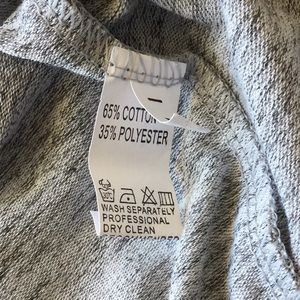 65% COTTON
35% POLYESTER
WASH SEPARATELY
PROFESSIONAL
DRY CLEAN